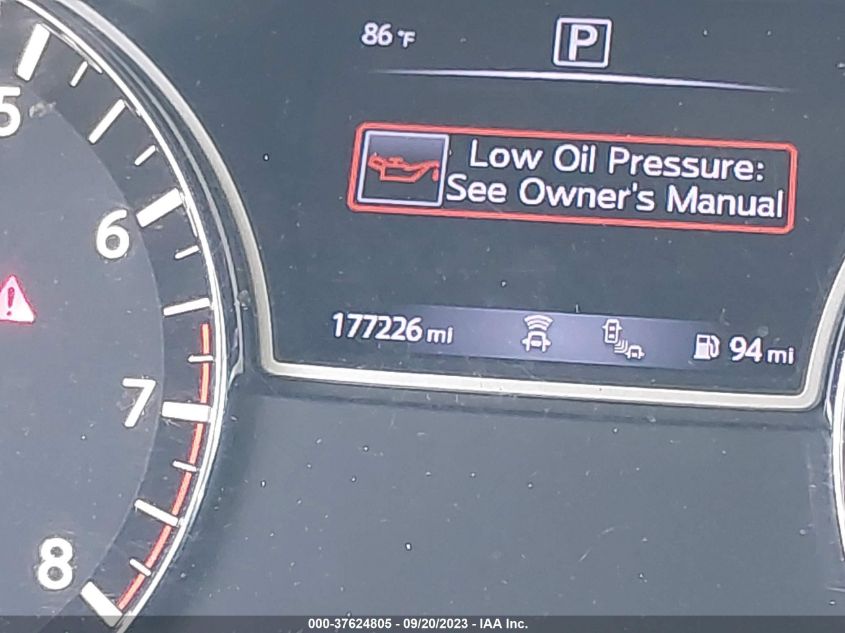 86°F
P
5
Low Oil Pressure:
See Owner's Manual
6
177226 mi
94 mi
7
8
000-37624805 - 09/20/2023 - IAA Inc.